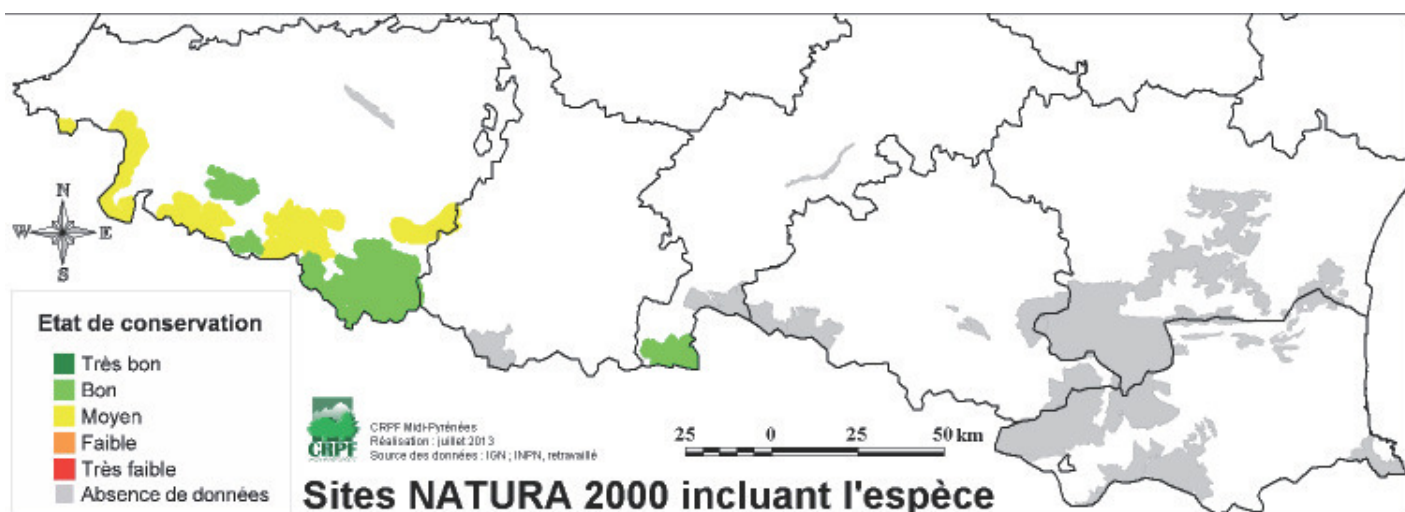 N
W E
S
Etat de conservation
Très bon
Bon
Moyen
Faible
Très faible
Absence de données
CRPF
CRPF Midi-Pyrénées
Réalisation : juillet 2013
Source des données : IGN ; INPN, retravaillé
25 0 25 50 km
Sites NATURA 2000 incluant l'espèce